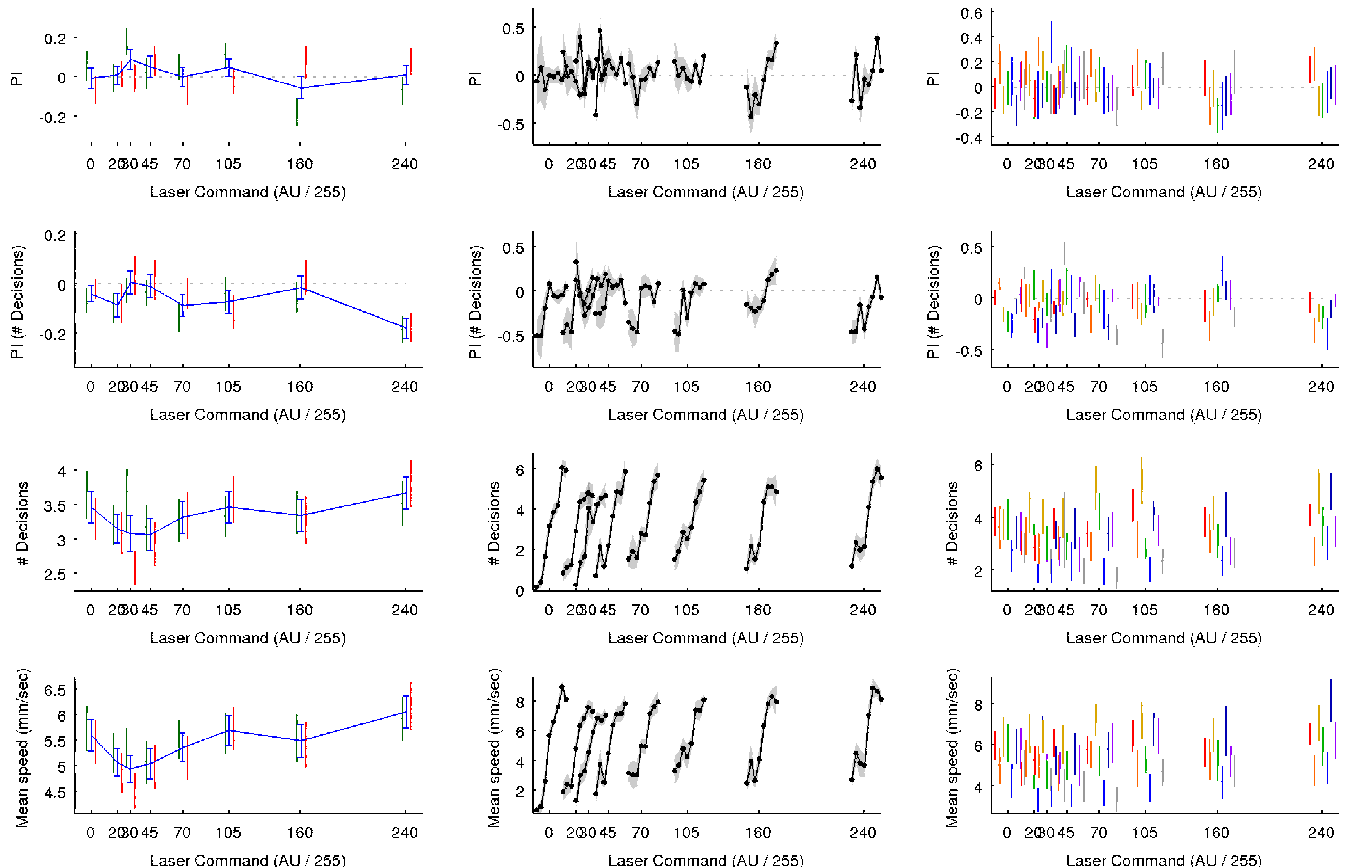 PI
0.2
0
-0.2
0 20 30 45 70 105 160 240
Laser Command (AU / 255)
PI
0.5
0
-0.5
0 20 30 45 70 105 160 240
Laser Command (AU / 255)
PI
0.6
0.4
0.2
0
-0.2
-0.4
0 20 30 45 70 105 160 240
Laser Command (AU / 255)
PI (# Decisions)
0.2
0
-0.2
0 20 30 45 70 105 160 240
Laser Command (AU / 255)
PI (# Decisions)
0.5
0
-0.5
0 20 30 45 70 105 160 240
Laser Command (AU / 255)
PI (# Decisions)
0.5
0
-0.5
0 20 30 45 70 105 160 240
Laser Command (AU / 255)
# Decisions
4
3.5
3
2.5
0 20 30 45 70 105 160 240
Laser Command (AU / 255)
# Decisions
6
4
2
0
0 20 30 45 70 105 160 240
Laser Command (AU / 255)
# Decisions
6
4
2
0 20 30 45 70 105 160 240
Laser Command (AU / 255)
Mean speed (mm/sec)
6.5
6
5.5
5
4.5
0 20 30 45 70 105 160 240
Laser Command (AU / 255)
Mean speed (mm/sec)
8
6
4
2
0 20 30 45 70 105 160 240
Laser Command (AU / 255)
Mean speed (mm/sec)
8
6
4
0 20 30 45 70 105 160 240
Laser Command (AU / 255)